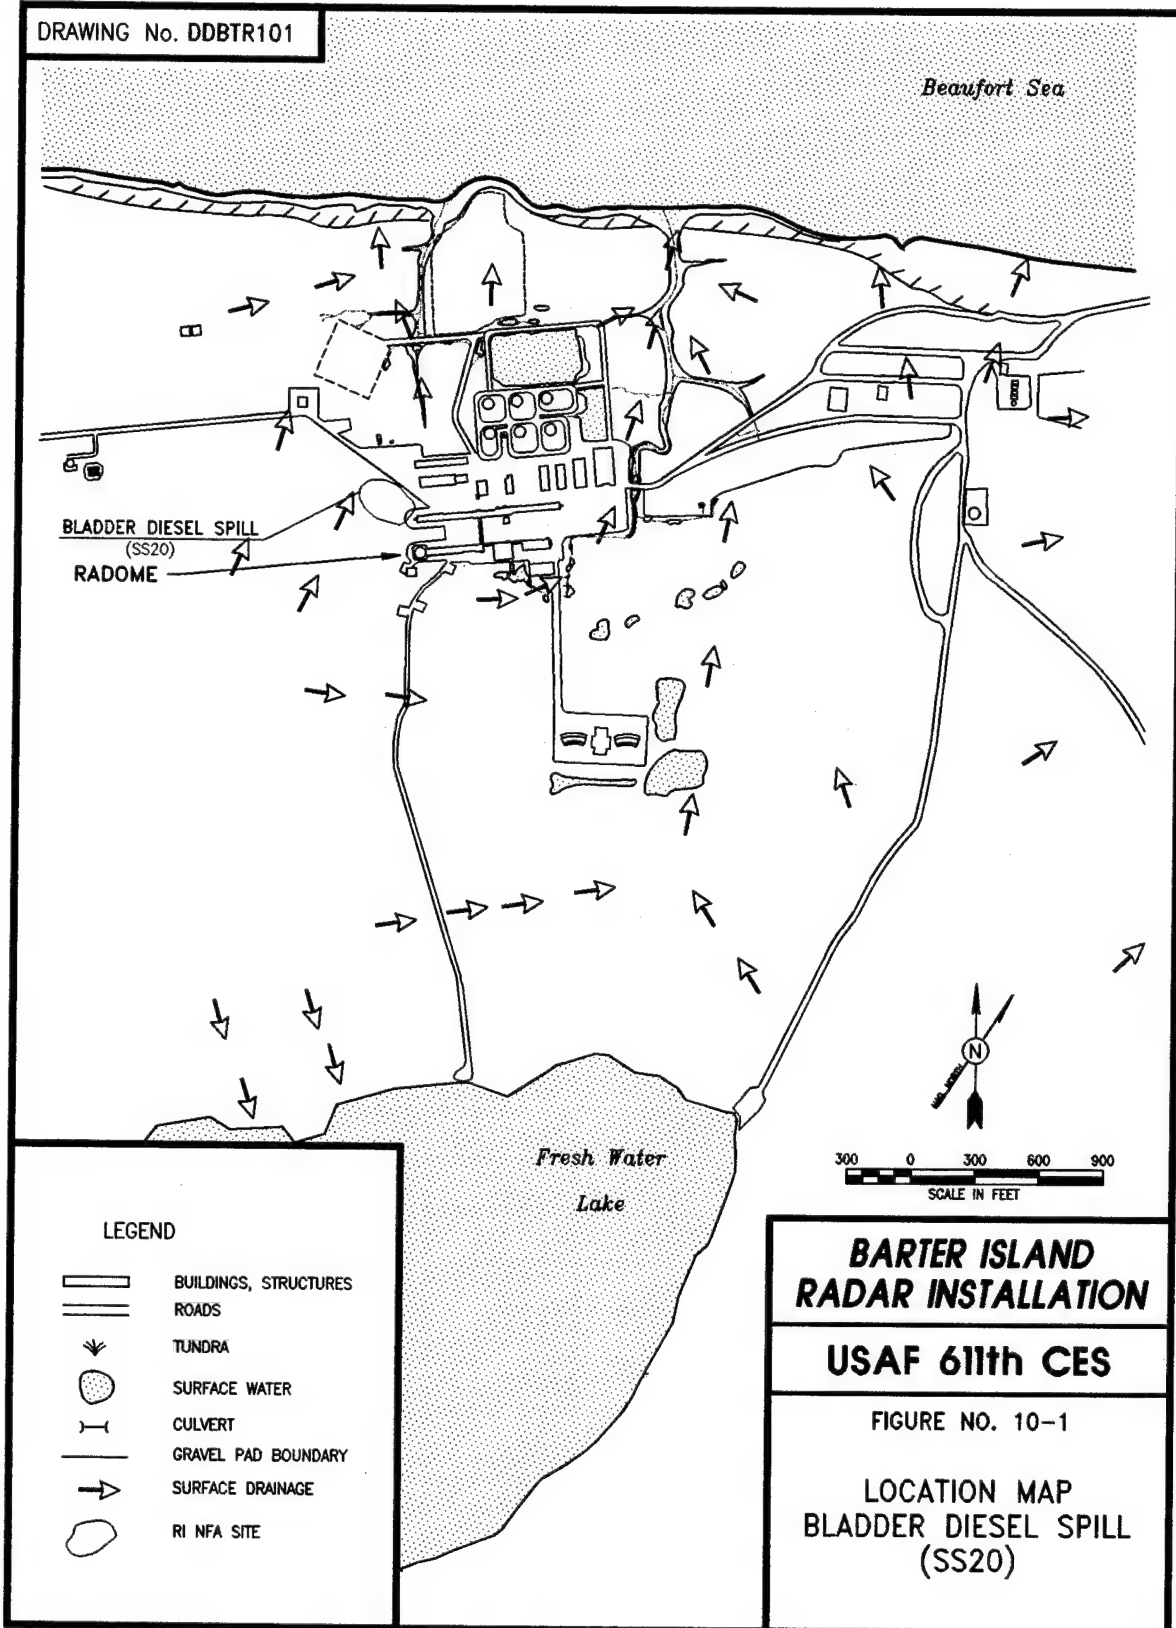 DRAWING No. DDBTR101
Beaufort Sea
BLADDER DIESEL SPILL
(SS20)
RADOME
N
MAG. NORTH
300 0 300 600 900
SCALE IN FEET
Fresh Water
Lake
LEGEND
BUILDINGS, STRUCTURES
ROADS
TUNDRA
SURFACE WATER
CULVERT
GRAVEL PAD BOUNDARY
SURFACE DRAINAGE
RI NFA SITE
BARTER ISLAND
RADAR INSTALLATION
USAF 611th CES
FIGURE NO. 10-1
LOCATION MAP
BLADDER DIESEL SPILL
(SS20)